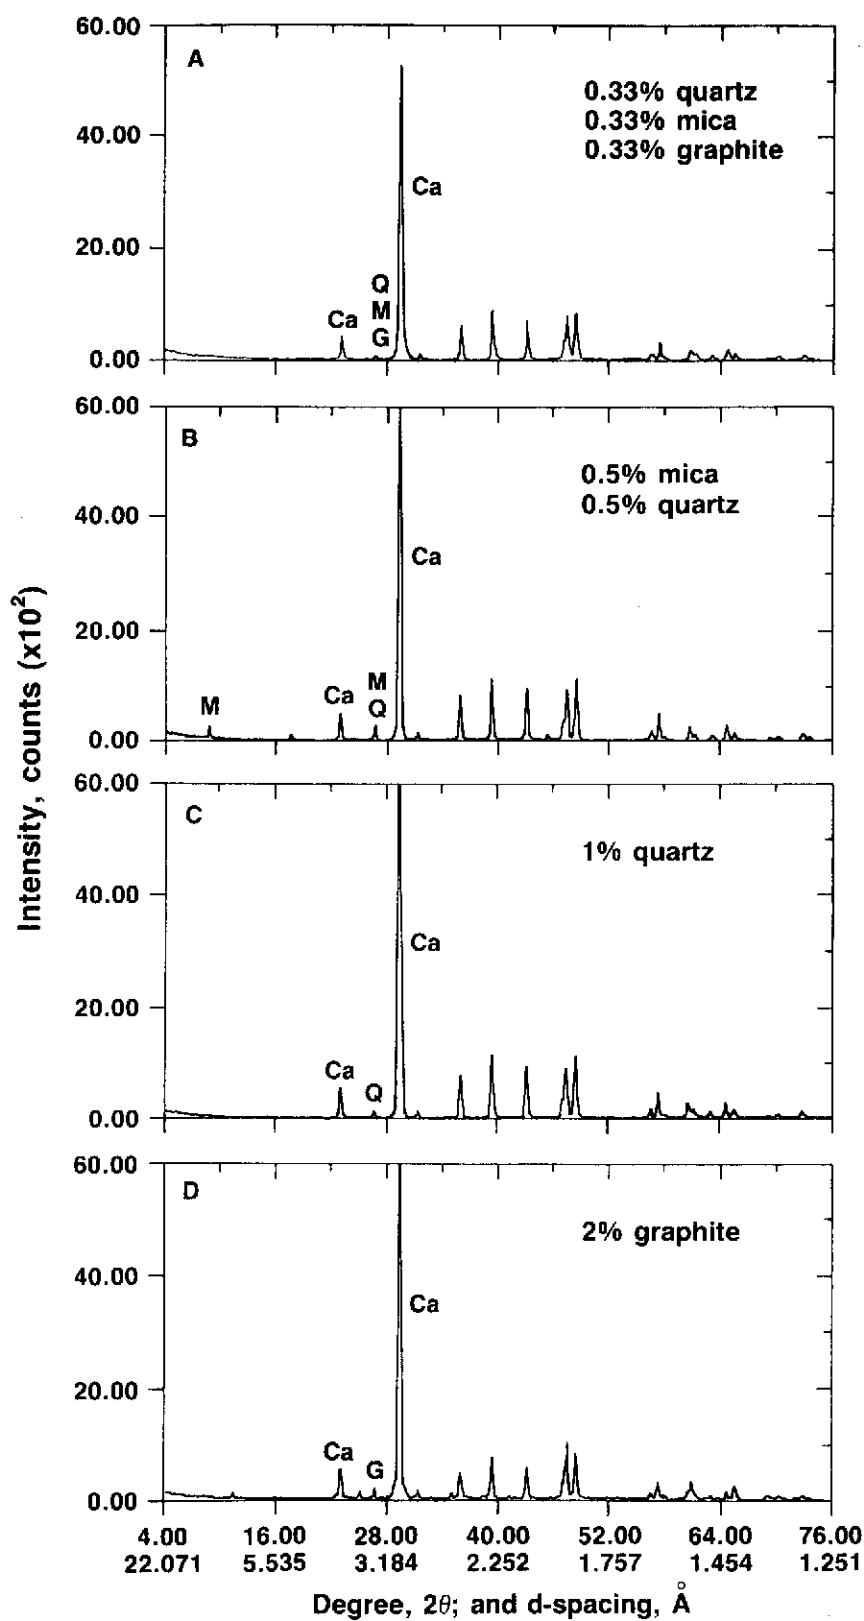 60.00
A
0.33% quartz
0.33% mica
0.33% graphite
40.00
Ca
20.00
Q
M
Ca
G
0.00
60.00
B
0.5% mica
0.5% quartz
40.00
Ca
20.00
M
M
Ca
Q
0.00
60.00
C
1% quartz
40.00
Ca
20.00
Ca
Q
0.00
60.00
D
2% graphite
40.00
Ca
20.00
Ca
G
0.00
4.00 16.00 28.00 40.00 52.00 64.00 76.00
22.071 5.535 3.184 2.252 1.757 1.454 1.251
Degree, 2θ; and d-spacing, Å
Intensity, counts (x10²)